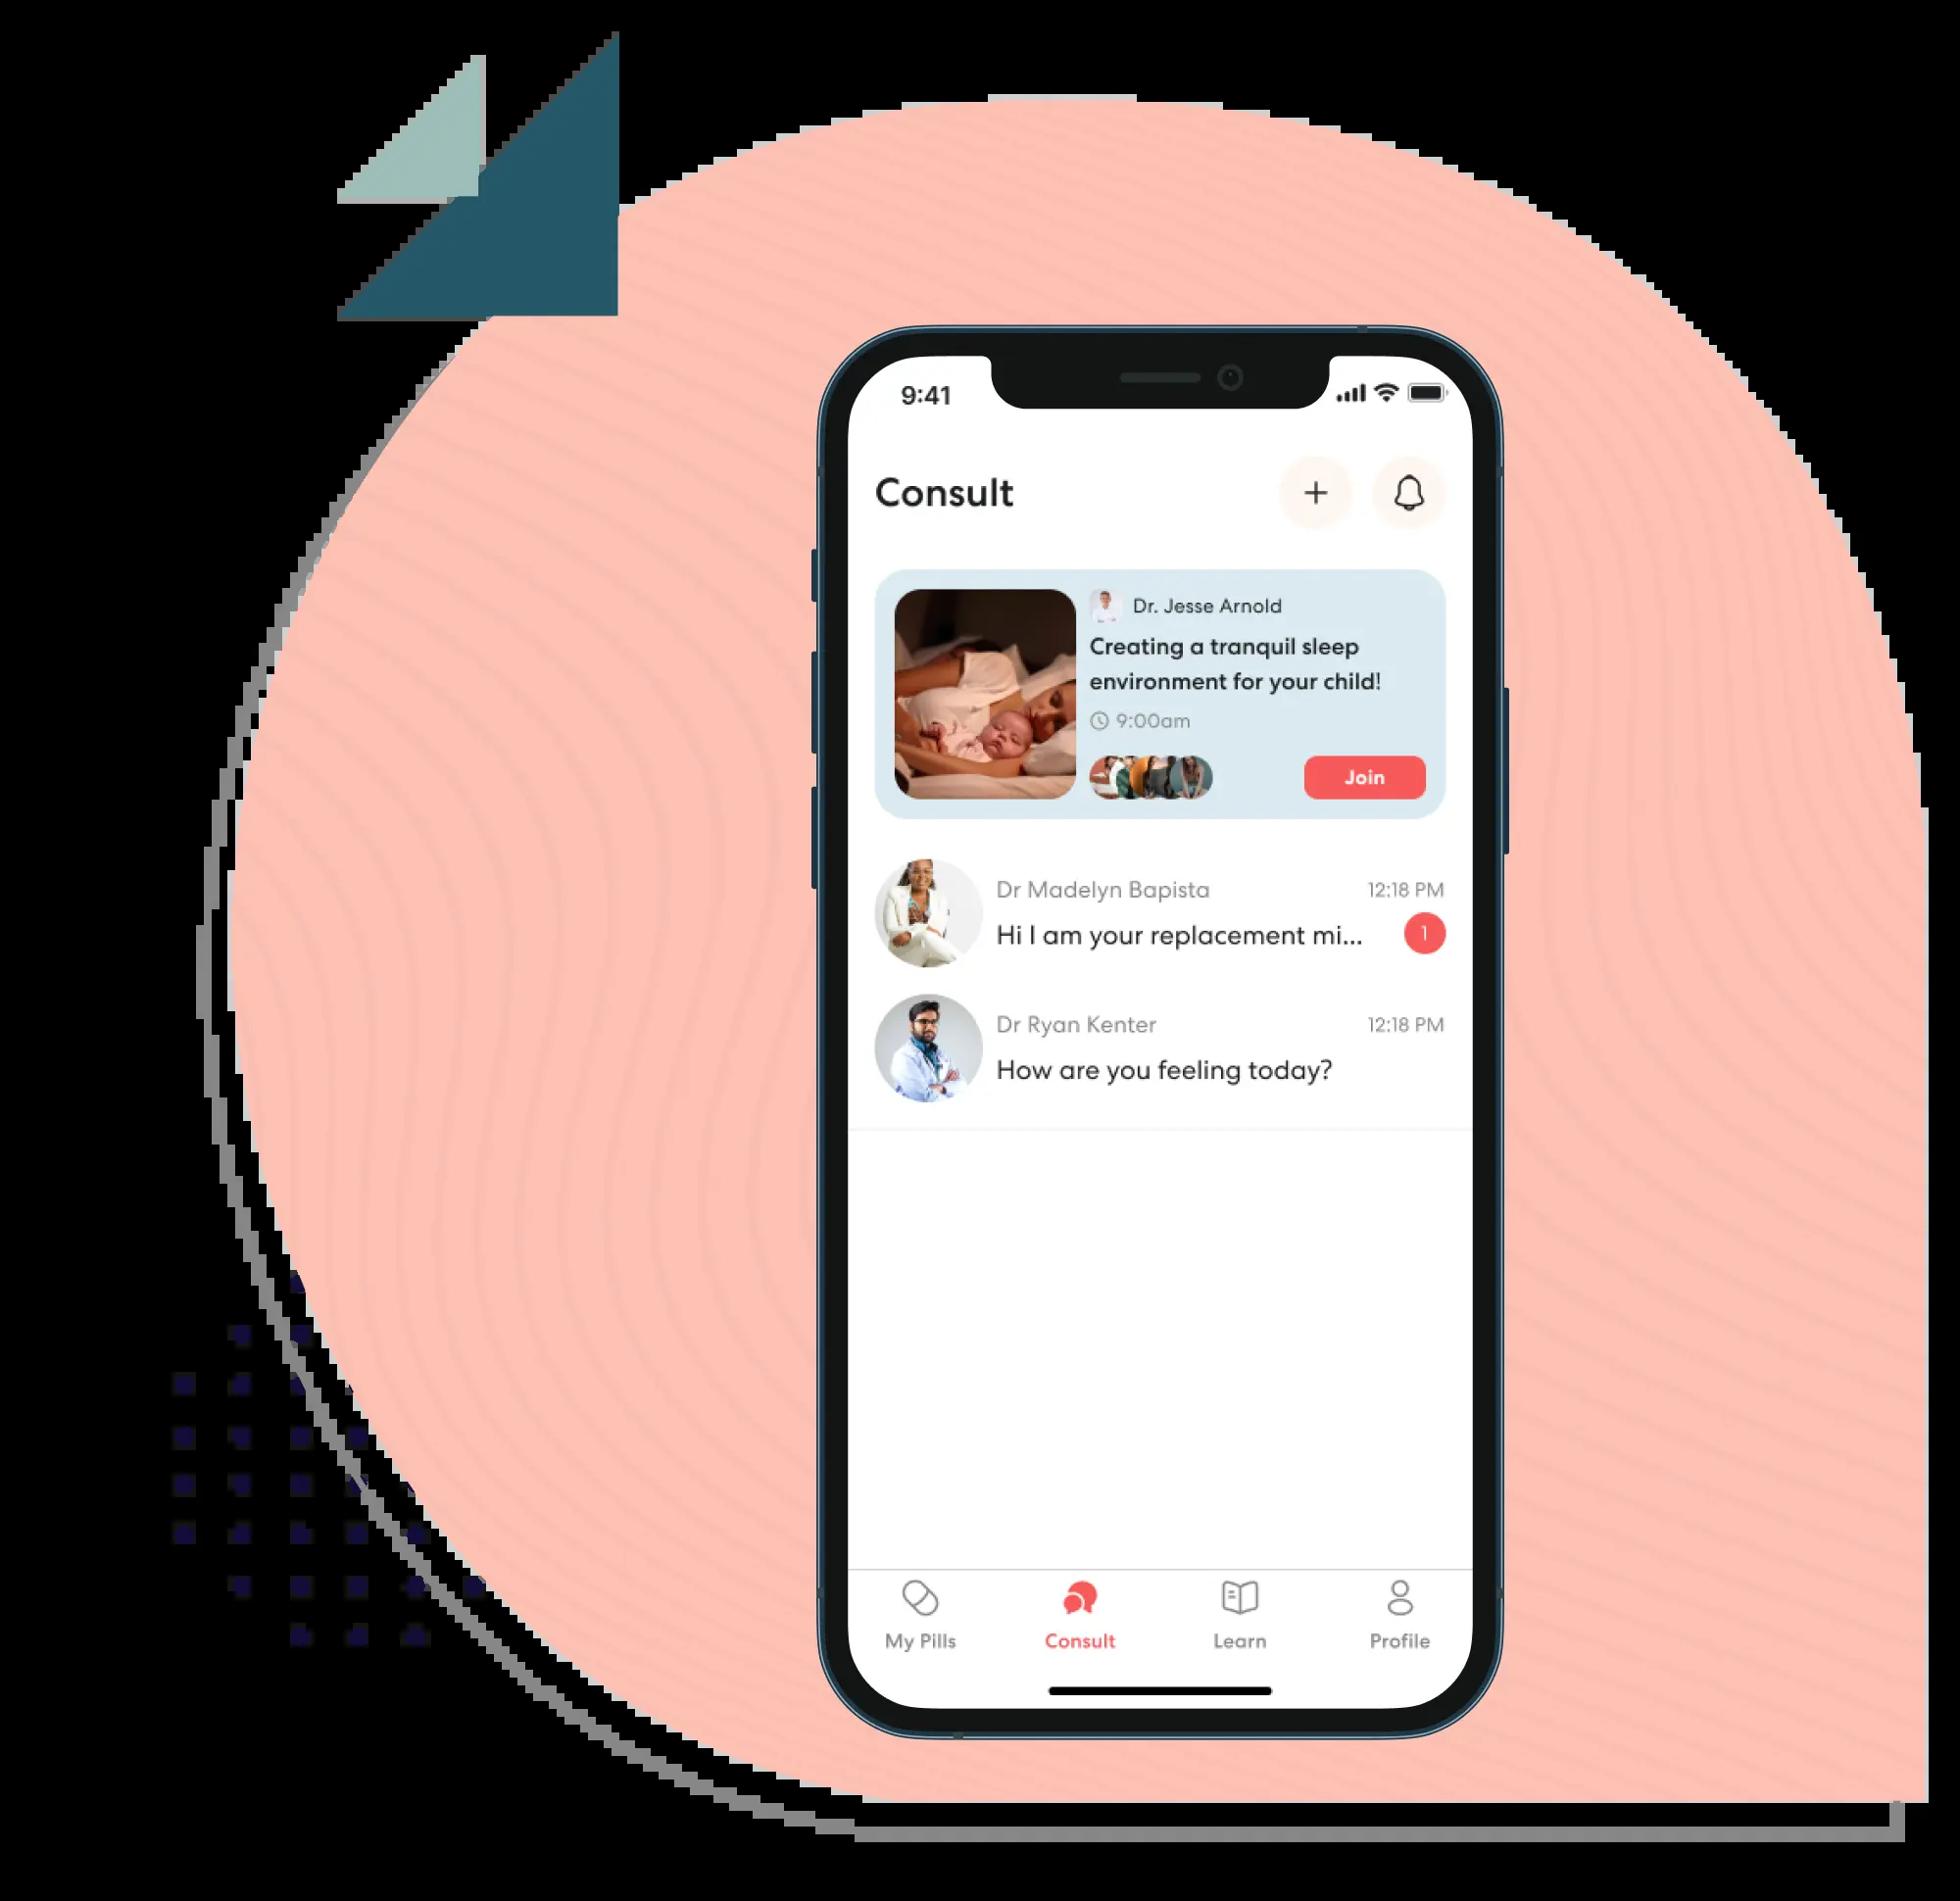 9:41
Consult
Dr. Jesse Arnold
Creating a tranquil sleep
environment for your child!
9:00am
Join
Dr Madelyn Bapista
12:18 PM
Hi I am your replacement mi...
1
Dr Ryan Kenter
12:18 PM
How are you feeling today?
My Pills
Consult
Learn
Profile